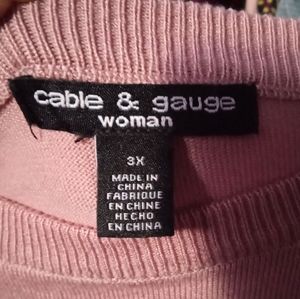 cable & gauge
woman
3X
MADE IN
CHINA
FABRIQUE
EN CHINE
HECHO
EN CHINA